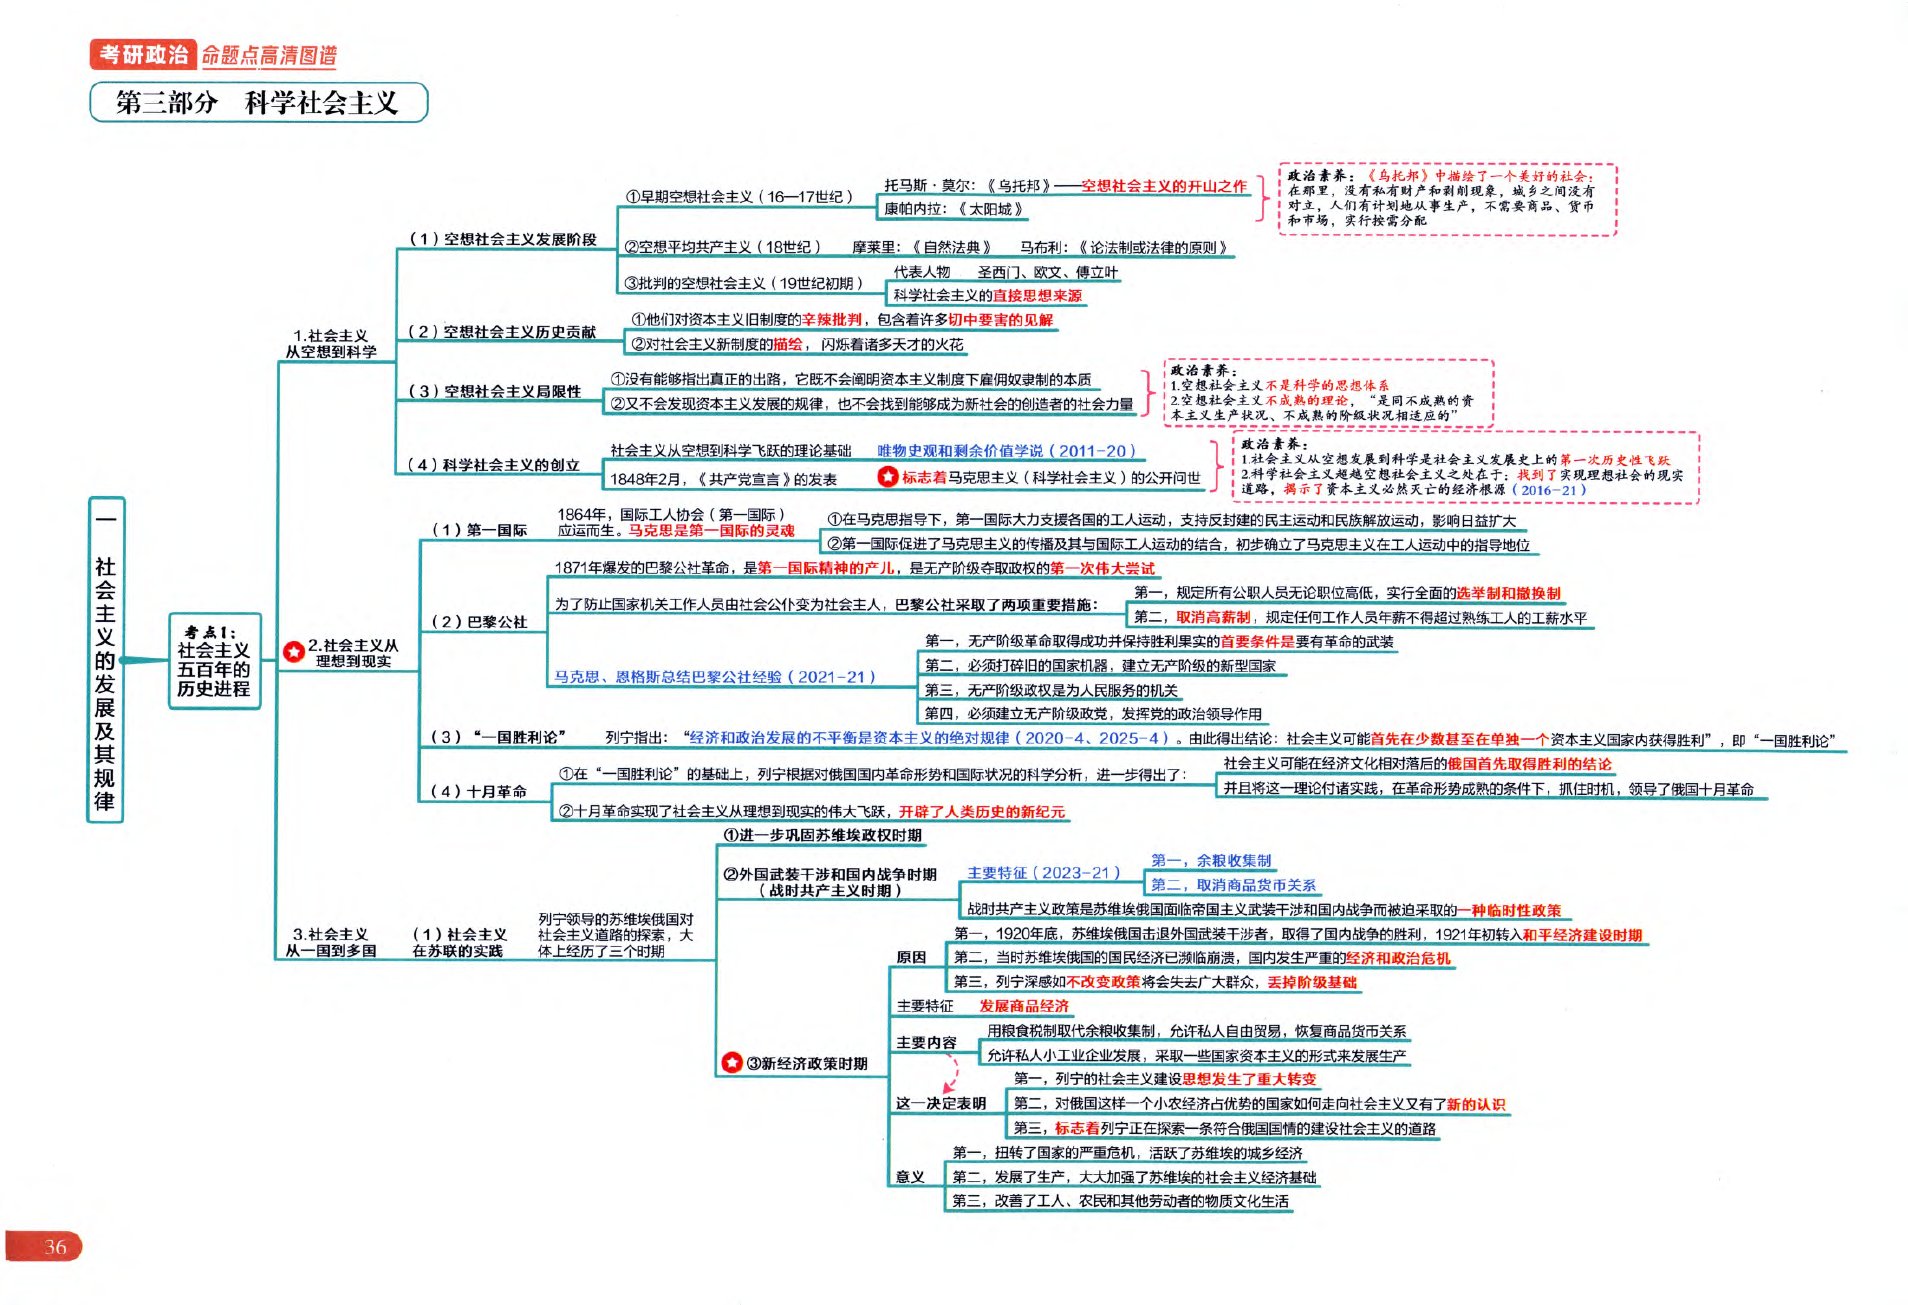 考研政治 命题点高清图谱
第三部分 科学社会主义
一 社会主义的发展及其规律
考点1：
社会主义
五百年的
历史进程
1.社会主义
从空想到科学
（1）空想社会主义发展阶段
①早期空想社会主义（16—17世纪）
托马斯·莫尔：《乌托邦》——空想社会主义的开山之作
康帕内拉：《太阳城》
政治素养：《乌托邦》中描绘了一个美好的社会：
在那里，没有私有财产和剥削现象，城乡之间没有
对立，人们有计划地从事生产，不需要商品、货币
和市场，实行按需分配
②空想平均共产主义（18世纪） 摩莱里：《自然法典》 马布利：《论法制或法律的原则》
③批判的空想社会主义（19世纪初期）
代表人物 圣西门、欧文、傅立叶
科学社会主义的直接思想来源
（2）空想社会主义历史贡献
①他们对资本主义旧制度的辛辣批判，包含着许多切中要害的见解
②对社会主义新制度的描绘，闪烁着诸多天才的火花
（3）空想社会主义局限性
①没有能够指出真正的出路，它既不会阐明资本主义制度下雇佣奴隶制的本质
②又不会发现资本主义发展的规律，也不会找到能够成为新社会的创造者的社会力量
政治素养：
1.空想社会主义不是科学的思想体系
2.空想社会主义不成熟的理论，“是同不成熟的资
本主义生产状况、不成熟的阶级状况相适应的”
（4）科学社会主义的创立
社会主义从空想到科学飞跃的理论基础 唯物史观和剩余价值学说（2011-20）
1848年2月，《共产党宣言》的发表 标志着马克思主义（科学社会主义）的公开问世
政治素养：
1.社会主义从空想发展到科学是社会主义发展史上的第一次历史性飞跃
2.科学社会主义超越空想社会主义之处在于：找到了实现理想社会的现实
道路，揭示了资本主义必然灭亡的经济根源（2016-21）
2.社会主义从
理想到现实
（1）第一国际
1864年，国际工人协会（第一国际）
应运而生。马克思是第一国际的灵魂
①在马克思指导下，第一国际大力支援各国的工人运动，支持反封建的民主运动和民族解放运动，影响日益扩大
②第一国际促进了马克思主义的传播及其与国际工人运动的结合，初步确立了马克思主义在工人运动中的指导地位
（2）巴黎公社
1871年爆发的巴黎公社革命，是第一国际精神的产儿，是无产阶级夺取政权的第一次伟大尝试
为了防止国家机关工作人员由社会公仆变为社会主人，巴黎公社采取了两项重要措施：
第一，规定所有公职人员无论职位高低，实行全面的选举制和撤换制
第二，取消高薪制，规定任何工作人员年薪不得超过熟练工人的工薪水平
马克思、恩格斯总结巴黎公社经验（2021-21）
第一，无产阶级革命取得成功并保持胜利果实的首要条件是要有革命的武装
第二，必须打碎旧的国家机器，建立无产阶级的新型国家
第三，无产阶级政权是为人民服务的机关
第四，必须建立无产阶级政党，发挥党的政治领导作用
（3）“一国胜利论” 列宁指出：“经济和政治发展的不平衡是资本主义的绝对规律（2020-4、2025-4）。由此得出结论：社会主义可能首先在少数甚至在单独一个资本主义国家内获得胜利”，即“一国胜利论”
（4）十月革命
①在“一国胜利论”的基础上，列宁根据对俄国国内革命形势和国际状况的科学分析，进一步得出了：
社会主义可能在经济文化相对落后的俄国首先取得胜利的结论
并且将这一理论付诸实践，在革命形势成熟的条件下，抓住时机，领导了俄国十月革命
②十月革命实现了社会主义从理想到现实的伟大飞跃，开辟了人类历史的新纪元
3.社会主义
从一国到多国
（1）社会主义
在苏联的实践
列宁领导的苏维埃俄国对
社会主义道路的探索，大
体上经历了三个时期
①进一步巩固苏维埃政权时期
②外国武装干涉和国内战争时期
（战时共产主义时期）
主要特征（2023-21）
第一，余粮收集制
第二，取消商品货币关系
战时共产主义政策是苏维埃俄国面临帝国主义武装干涉和国内战争而被迫采取的一种临时性政策
③新经济政策时期
原因
第一，1920年底，苏维埃俄国击退外国武装干涉者，取得了国内战争的胜利，1921年初转入和平经济建设时期
第二，当时苏维埃俄国的国民经济已濒临崩溃，国内发生严重的经济和政治危机
第三，列宁深感如不改变政策将会失去广大群众，丢掉阶级基础
主要特征 发展商品经济
主要内容
用粮食税制取代余粮收集制，允许私人自由贸易，恢复商品货币关系
允许私人小工业企业发展，采取一些国家资本主义的形式来发展生产
这一决定表明
第一，列宁的社会主义建设思想发生了重大转变
第二，对俄国这样一个小农经济占优势的国家如何走向社会主义又有了新的认识
第三，标志着列宁正在探索一条符合俄国国情的建设社会主义的道路
意义
第一，扭转了国家的严重危机，活跃了苏维埃的城乡经济
第二，发展了生产，大大加强了苏维埃的社会主义经济基础
第三，改善了工人、农民和其他劳动者的物质文化生活
36